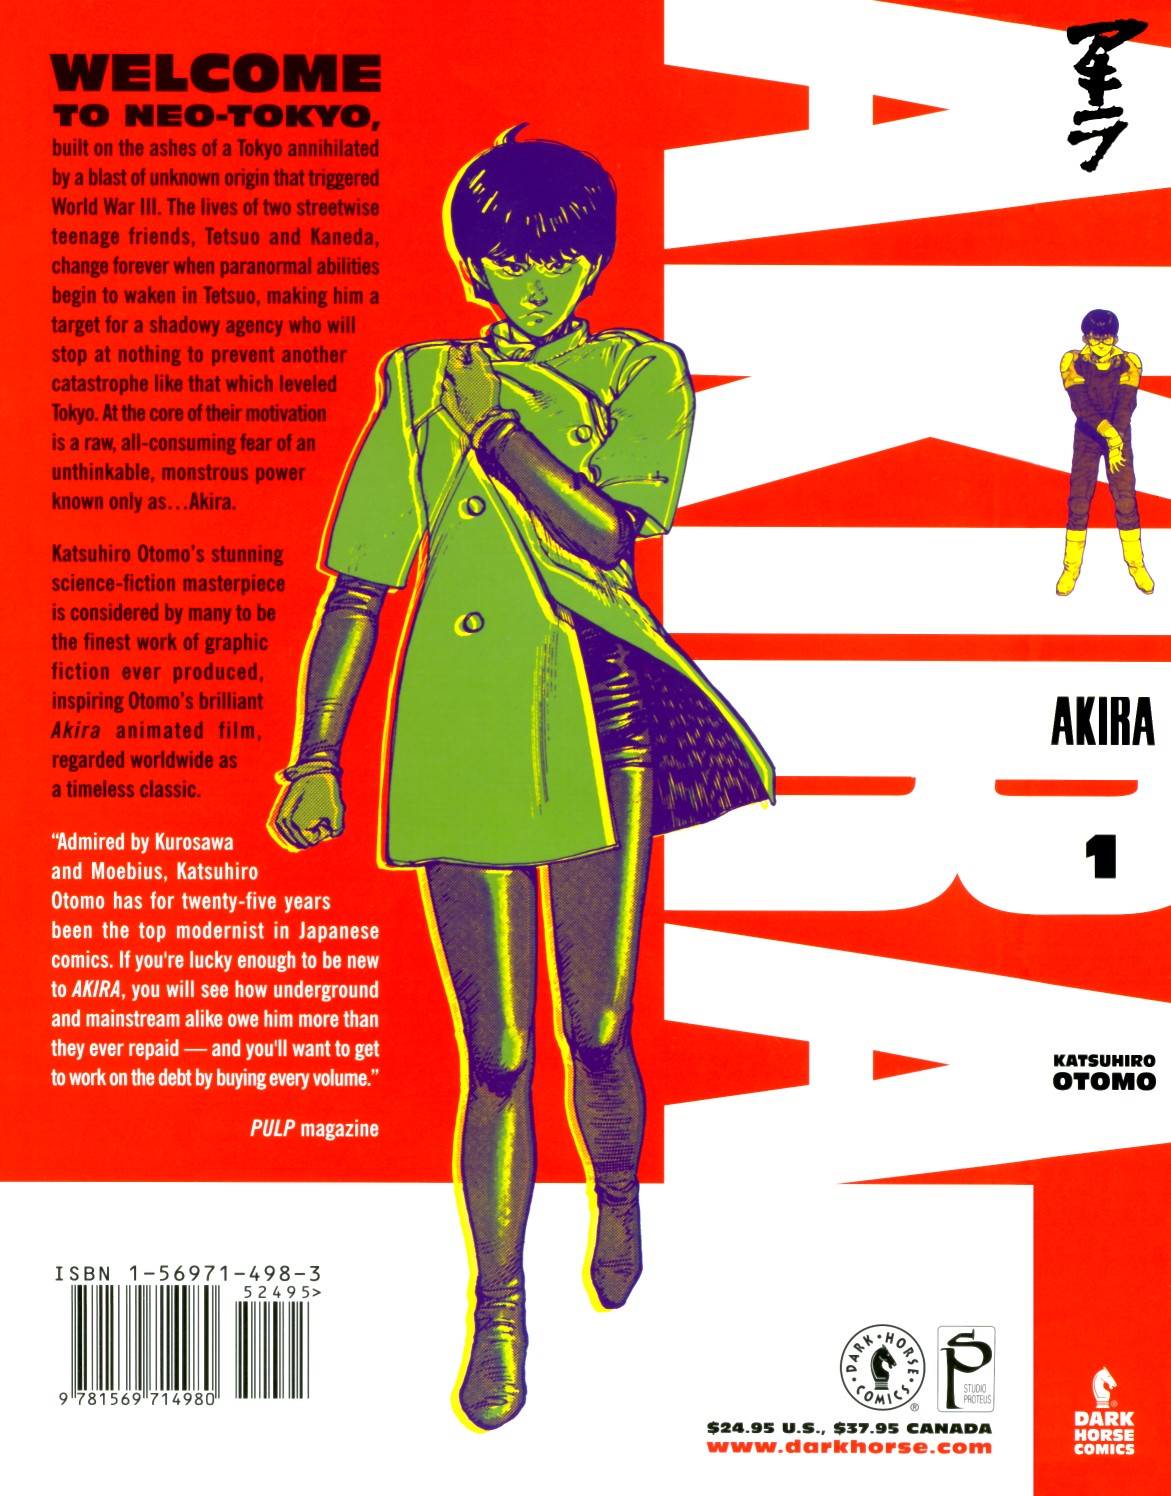 WELCOME
TO NEO-TOKYO,
built on the ashes of a Tokyo annihilated
by a blast of unknown origin that triggered
World War III. The lives of two streetwise
teenage friends, Tetsuo and Kaneda,
change forever when paranormal abilities
begin to waken in Tetsuo, making him a
target for a shadowy agency who will
stop at nothing to prevent another
catastrophe like that which leveled
Tokyo. At the core of their motivation
is a raw, all-consuming fear of an
unthinkable, monstrous power
known only as...Akira.
Katsuhiro Otomo's stunning
science-fiction masterpiece
is considered by many to be
the finest work of graphic
fiction ever produced,
inspiring Otomo's brilliant
Akira animated film,
regarded worldwide as
a timeless classic.
“Admired by Kurosawa
and Moebius, Katsuhiro
Otomo has for twenty-five years
been the top modernist in Japanese
comics. If you're lucky enough to be new
to AKIRA, you will see how underground
and mainstream alike owe him more than
they ever repaid — and you'll want to get
to work on the debt by buying every volume.”
PULP magazine
ISBN 1-56971-498-3
52495>
9 781569 714980
AKIRA
DARK HORSE COMICS
®
SP
STUDIO
PROTEUS
$24.95 U.S., $37.95 CANADA
www.darkhorse.com
アキラ
AKIRA
1
KATSUHIRO
OTOMO
DARK
HORSE
COMICS